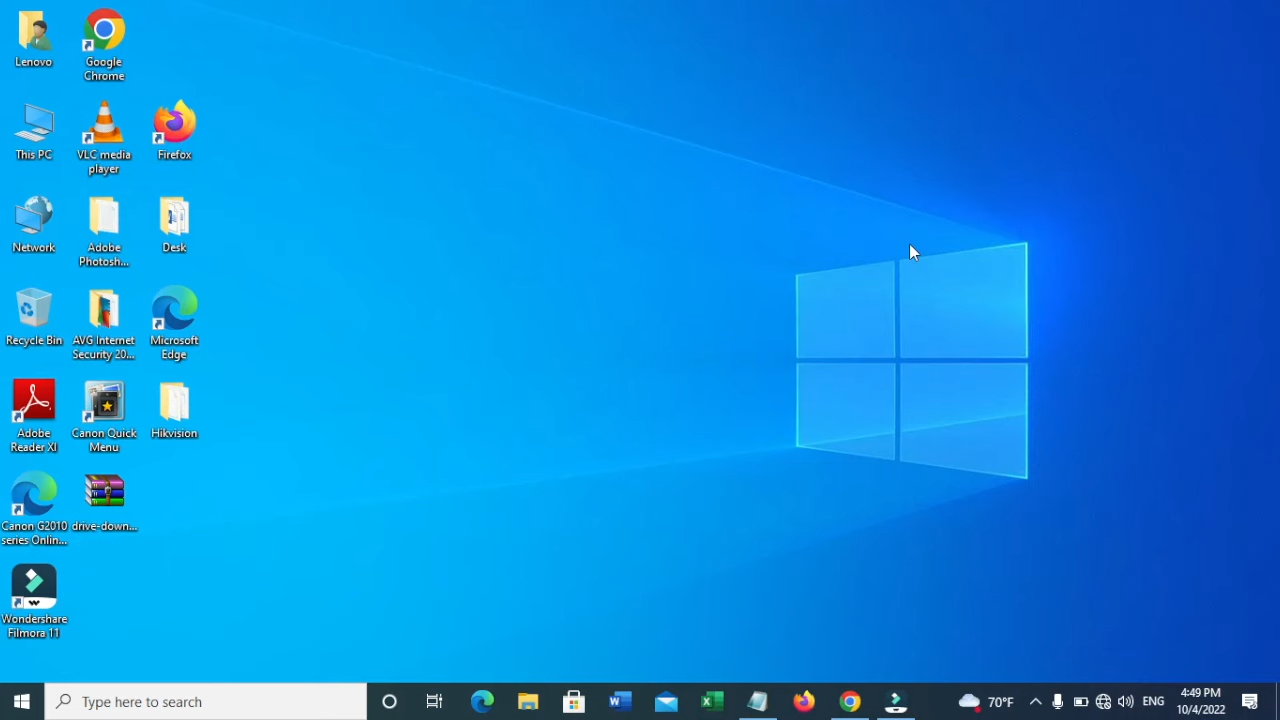 Lenovo
Google
Chrome
This PC
VLC media
player
Firefox
Network
Adobe
Photosh...
Desk
Recycle Bin
AVG Internet
Security 20...
Microsoft
Edge
Adobe
Reader XI
Canon Quick
Menu
Hikvision
Canon G2010
series Onlin...
drive-down...
Wondershare
Filmora 11
Type here to search
70°F
ENG
4:49 PM
10/4/2022